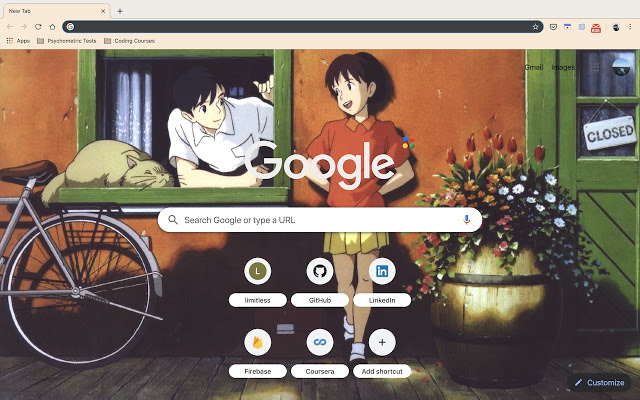 New Tab
Apps
Psychometric Tests
Coding Courses
Gmail
Images
CLOSED
Google
Search Google or type a URL
L
limitless
GitHub
in
LinkedIn
Firebase
Coursera
Add shortcut
Customize